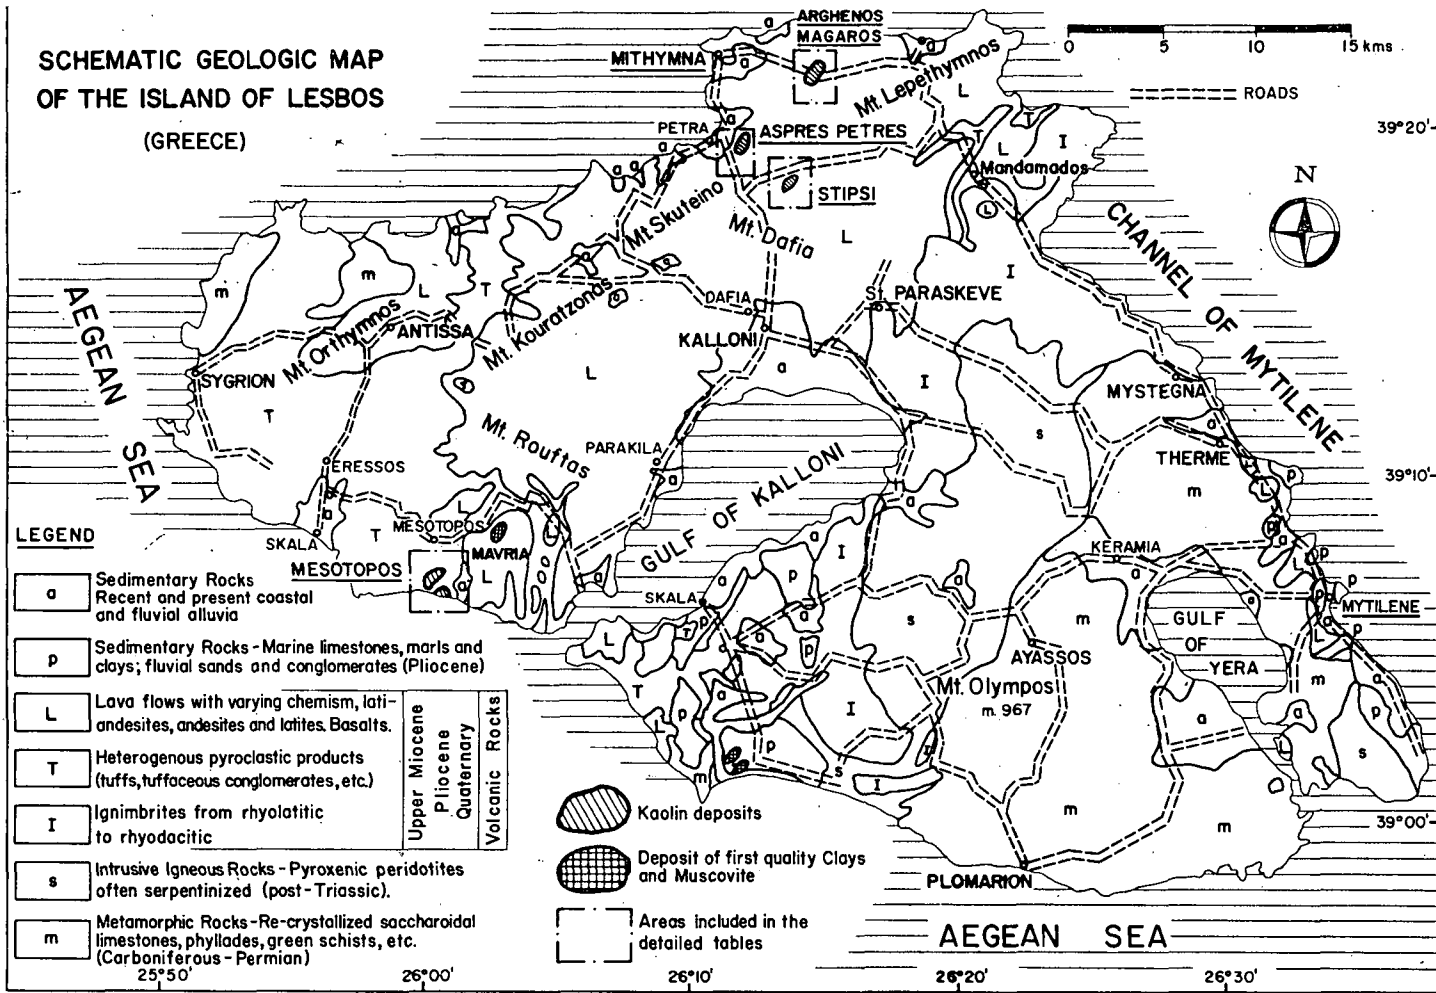 SCHEMATIC GEOLOGIC MAP
OF THE ISLAND OF LESBOS
(GREECE)
ARGHENOS
MAGAROS
MITHYMNA
0 5 10 15 kms
ROADS
Mt. Lepethymnos
39°20'
PETRA
ASPRES PETRES
STIPSI
Mandamados
N
Mt. Skuteino
Mt. Dafia
CHANNEL OF MYTILENE
AEGEAN SEA
Mt. Orthymnos
ANTISSA
Mt. Kouratzonas
DAFIA
KALLONI
St. PARASKEVE
SYGRION
MYSTEGNA
Mt. Rouftas
PARAKILA
GULF OF KALLONI
THERME
39°10'
ERESSOS
SKALA
MESOTOPOS
MAVRIA
MESOTOPOS
KERAMIA
SKALA
GULF
OF
YERA
MYTILENE
AYASSOS
Mt. Olympos
m. 967
39°00'
PLOMARION
AEGEAN SEA
LEGEND
a
Sedimentary Rocks
Recent and present coastal
and fluvial alluvia
p
Sedimentary Rocks - Marine limestones, marls and
clays; fluvial sands and conglomerates (Pliocene)
L
Lava flows with varying chemism, lati-
andesites, andesites and latites. Basalts.
T
Heterogenous pyroclastic products
(tuffs, tuffaceous conglomerates, etc.)
I
Ignimbrites from rhyolatitic
to rhyodacitic
Upper Miocene
Pliocene
Quaternary
Volcanic Rocks
s
Intrusive Igneous Rocks - Pyroxenic peridotites
often serpentinized (post-Triassic).
m
Metamorphic Rocks - Re-crystallized saccharoidal
limestones, phyllades, green schists, etc.
(Carboniferous - Permian)
Kaolin deposits
Deposit of first quality Clays
and Muscovite
Areas included in the
detailed tables
25°50' 26°00' 26°10' 26°20' 26°30'